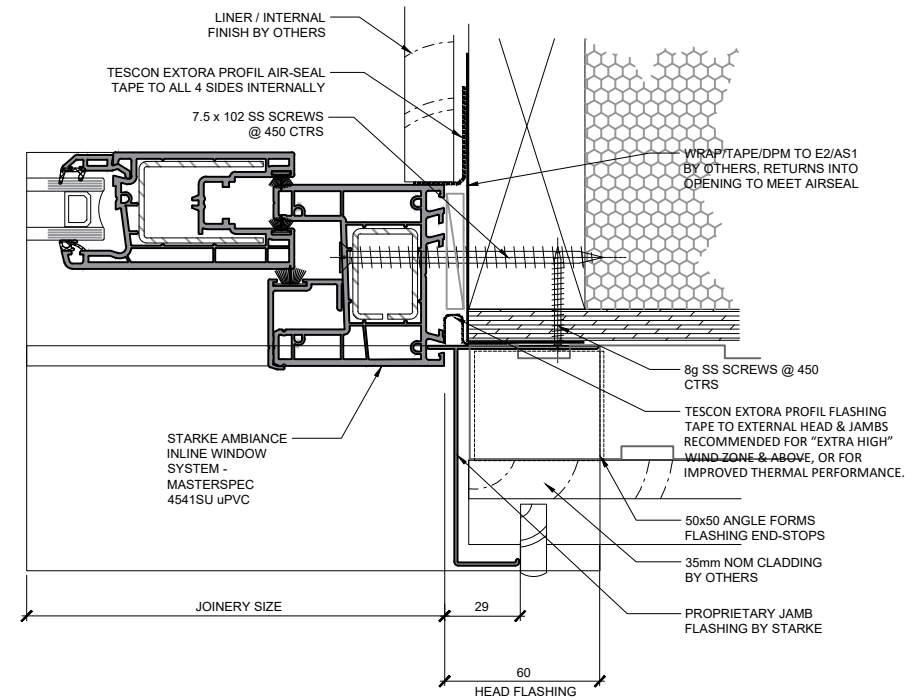 LINER / INTERNAL
FINISH BY OTHERS
TESCON EXTORA PROFIL AIR-SEAL
TAPE TO ALL 4 SIDES INTERNALLY
7.5 x 102 SS SCREWS
@ 450 CTRS
WRAP/TAPE/DPM TO E2/AS1
BY OTHERS, RETURNS INTO
OPENING TO MEET AIRSEAL
8g SS SCREWS @ 450
CTRS
TESCON EXTORA PROFIL FLASHING
TAPE TO EXTERNAL HEAD & JAMBS
RECOMMENDED FOR “EXTRA HIGH”
WIND ZONE & ABOVE, OR FOR
IMPROVED THERMAL PERFORMANCE.
STARKE AMBIANCE
INLINE WINDOW
SYSTEM -
MASTERSPEC
4541SU uPVC
50x50 ANGLE FORMS
FLASHING END-STOPS
35mm NOM CLADDING
BY OTHERS
PROPRIETARY JAMB
FLASHING BY STARKE
JOINERY SIZE
29
60
HEAD FLASHING